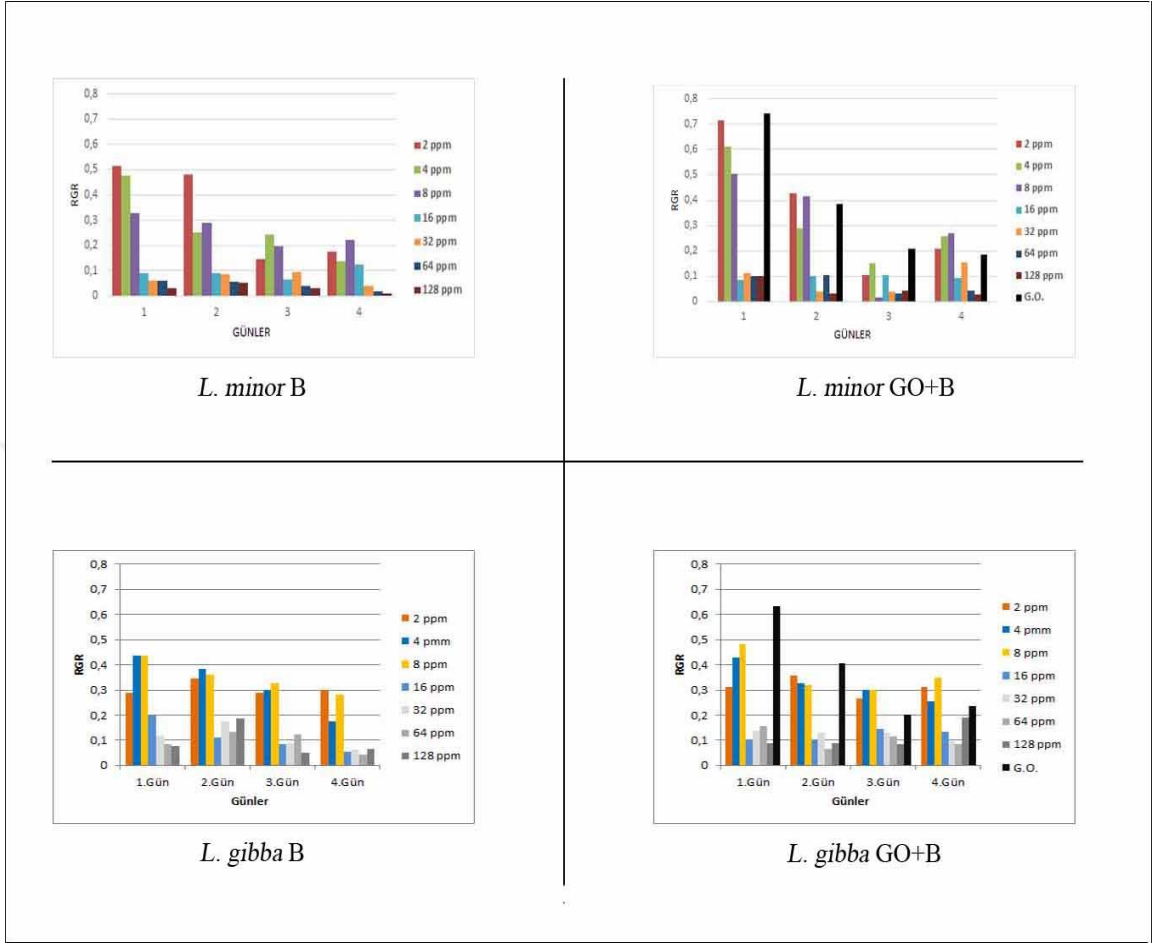 0,8
0,7
0,6
0,5
0,4
0,3
0,2
0,1
0
RGR
1 2 3 4
GÜNLER
2 ppm
4 ppm
8 ppm
16 ppm
32 ppm
64 ppm
128 ppm
L. minor B
0,8
0,7
0,6
0,5
0,4
0,3
0,2
0,1
0
RGR
1 2 3 4
GÜNLER
2 ppm
4 ppm
8 ppm
16 ppm
32 ppm
64 ppm
128 ppm
G.O.
L. minor GO+B
0,8
0,7
0,6
0,5
0,4
0,3
0,2
0,1
0
RGR
1.Gün 2.Gün 3.Gün 4.Gün
Günler
2 ppm
4 pmm
8 ppm
16 ppm
32 ppm
64 ppm
128 ppm
L. gibba B
0,8
0,7
0,6
0,5
0,4
0,3
0,2
0,1
0
RGR
1.Gün 2.Gün 3.Gün 4.Gün
Günler
2 ppm
4 pmm
8 ppm
16 ppm
32 ppm
64 ppm
128 ppm
G.O.
L. gibba GO+B